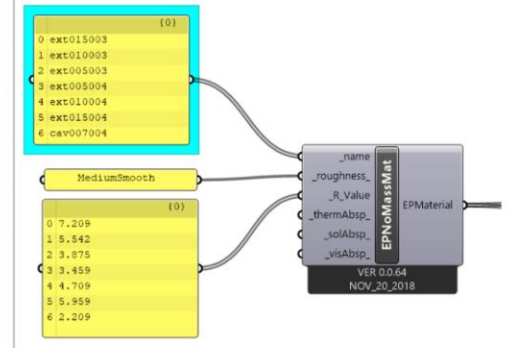 {0}
0 ext015003
1 ext010003
2 ext005003
3 ext005004
4 ext010004
5 ext015004
6 cav007004
MediumSmooth
{0}
0 7.209
1 5.542
2 3.875
3 3.459
4 4.709
5 5.959
6 2.209
_name
_roughness_
_R_Value
_thermAbsp_
_solAbsp_
_visAbsp_
EPNoMassMat
EPMaterial
VER 0.0.64
NOV_20_2018